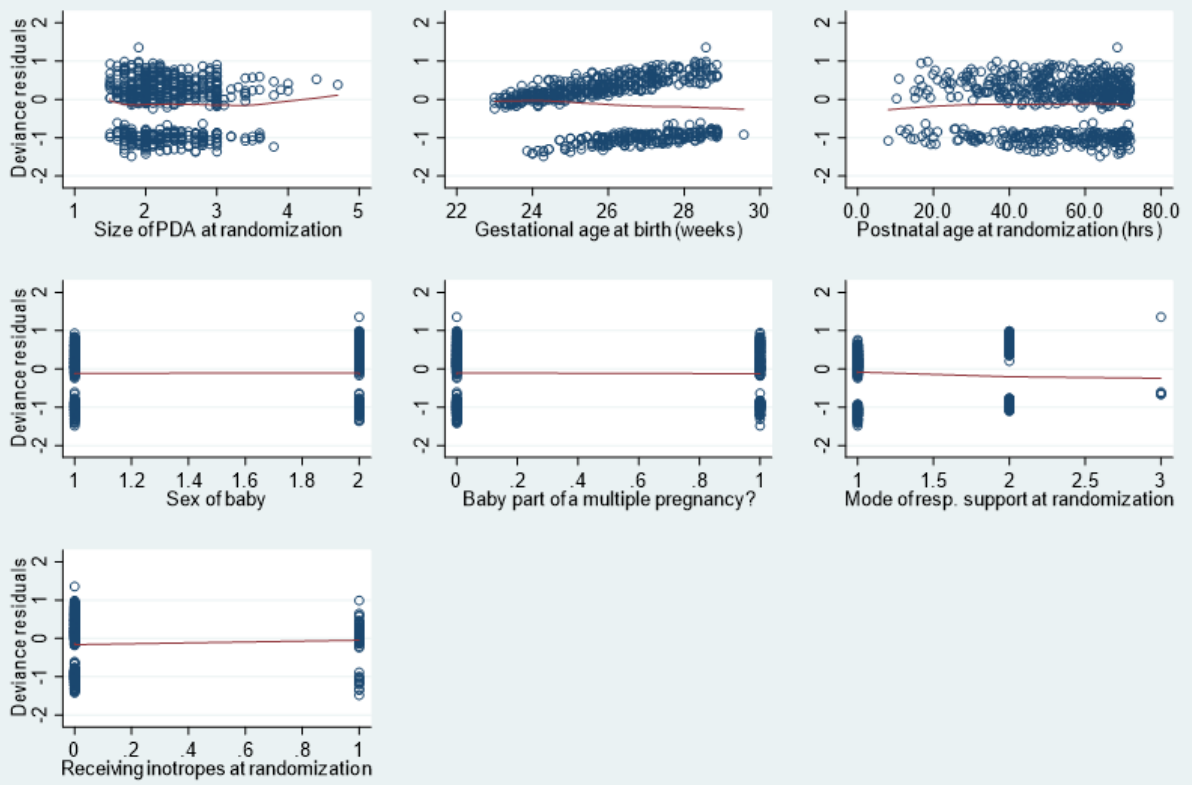 Deviance residuals
2
1
0
-1
-2
1 2 3 4 5
Size of PDA at randomization
2
1
0
-1
-2
22 24 26 28 30
Gestational age at birth (weeks)
2
1
0
-1
-2
0.0 20.0 40.0 60.0 80.0
Postnatal age at randomization (hrs)
Deviance residuals
2
1
0
-1
-2
1 1.2 1.4 1.6 1.8 2
Sex of baby
2
1
0
-1
-2
0 .2 .4 .6 .8 1
Baby part of a multiple pregnancy?
2
1
0
-1
-2
1 1.5 2 2.5 3
Mode of resp. support at randomization
Deviance residuals
2
1
0
-1
-2
0 .2 .4 .6 .8 1
Receiving inotropes at randomization